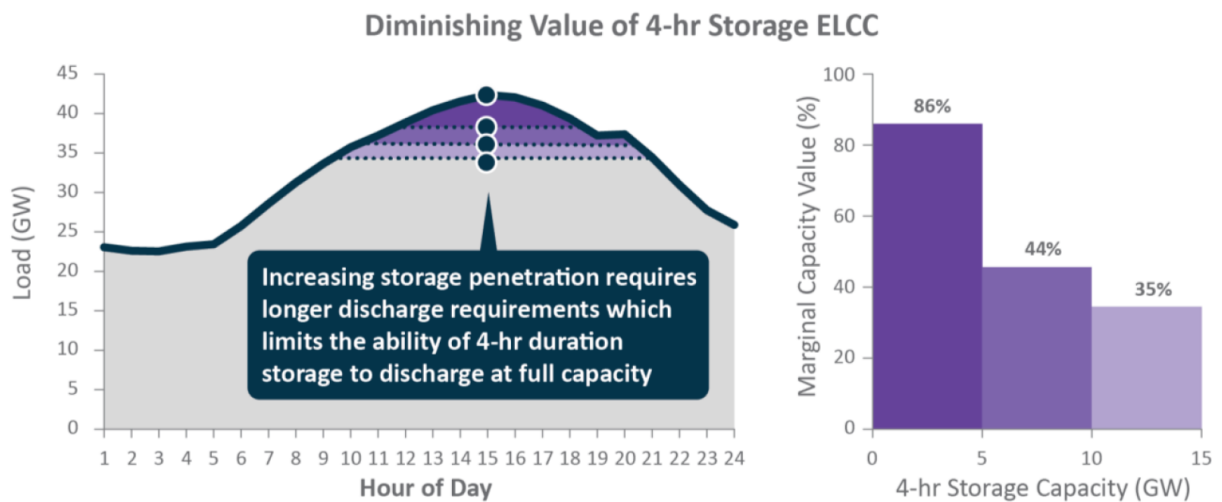 Diminishing Value of 4-hr Storage ELCC
Load (GW)
45
40
35
30
25
20
15
10
5
0
1 2 3 4 5 6 7 8 9 10 11 12 13 14 15 16 17 18 19 20 21 22 23 24
Hour of Day
Increasing storage penetration requires
longer discharge requirements which
limits the ability of 4-hr duration
storage to discharge at full capacity
Marginal Capacity Value (%)
100
80
60
40
20
0
86%
44%
35%
0 5 10 15
4-hr Storage Capacity (GW)